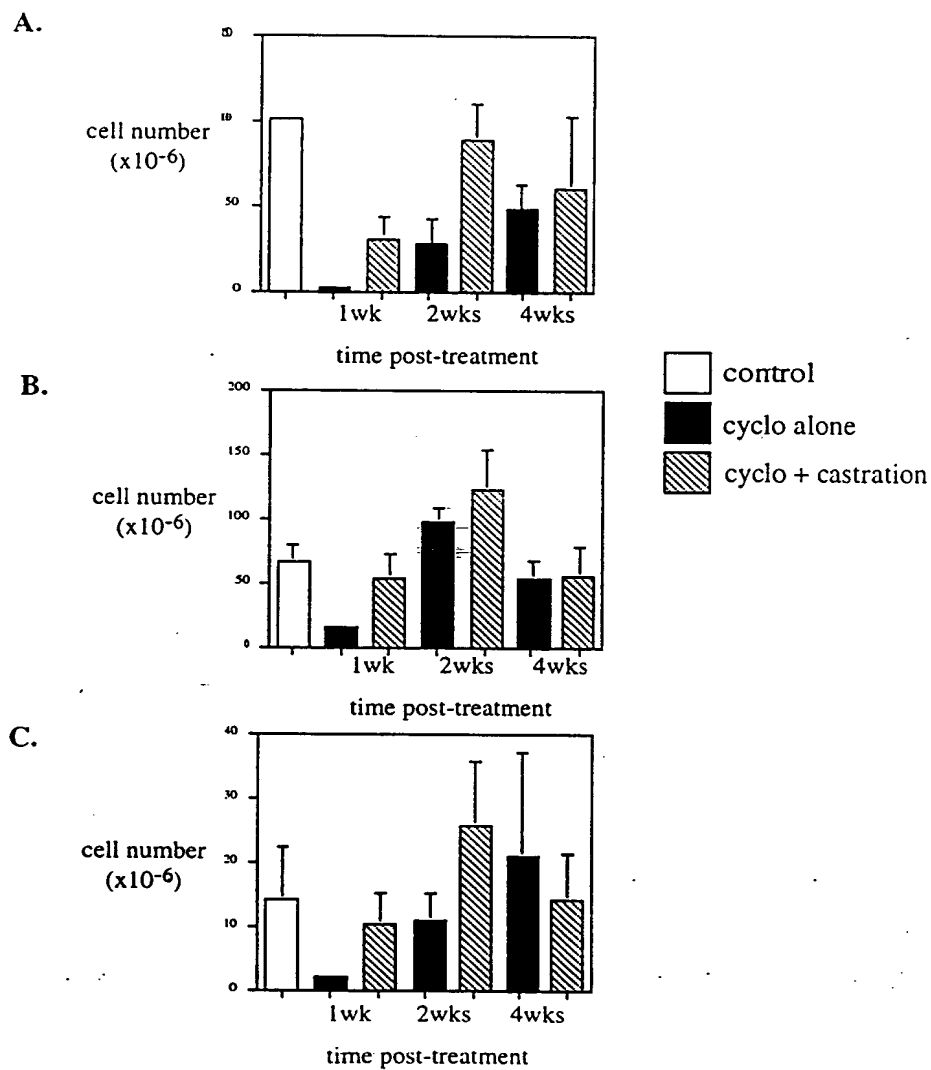 A.
cell number
(x10-6)
50
0
1wk 2wks 4wks
time post-treatment
B.
200
150
cell number
(x10-6)
100
50
0
1wk 2wks 4wks
time post-treatment
control
cyclo alone
cyclo + castration
C.
40
30
cell number
(x10-6)
20
10
0
1wk 2wks 4wks
time post-treatment